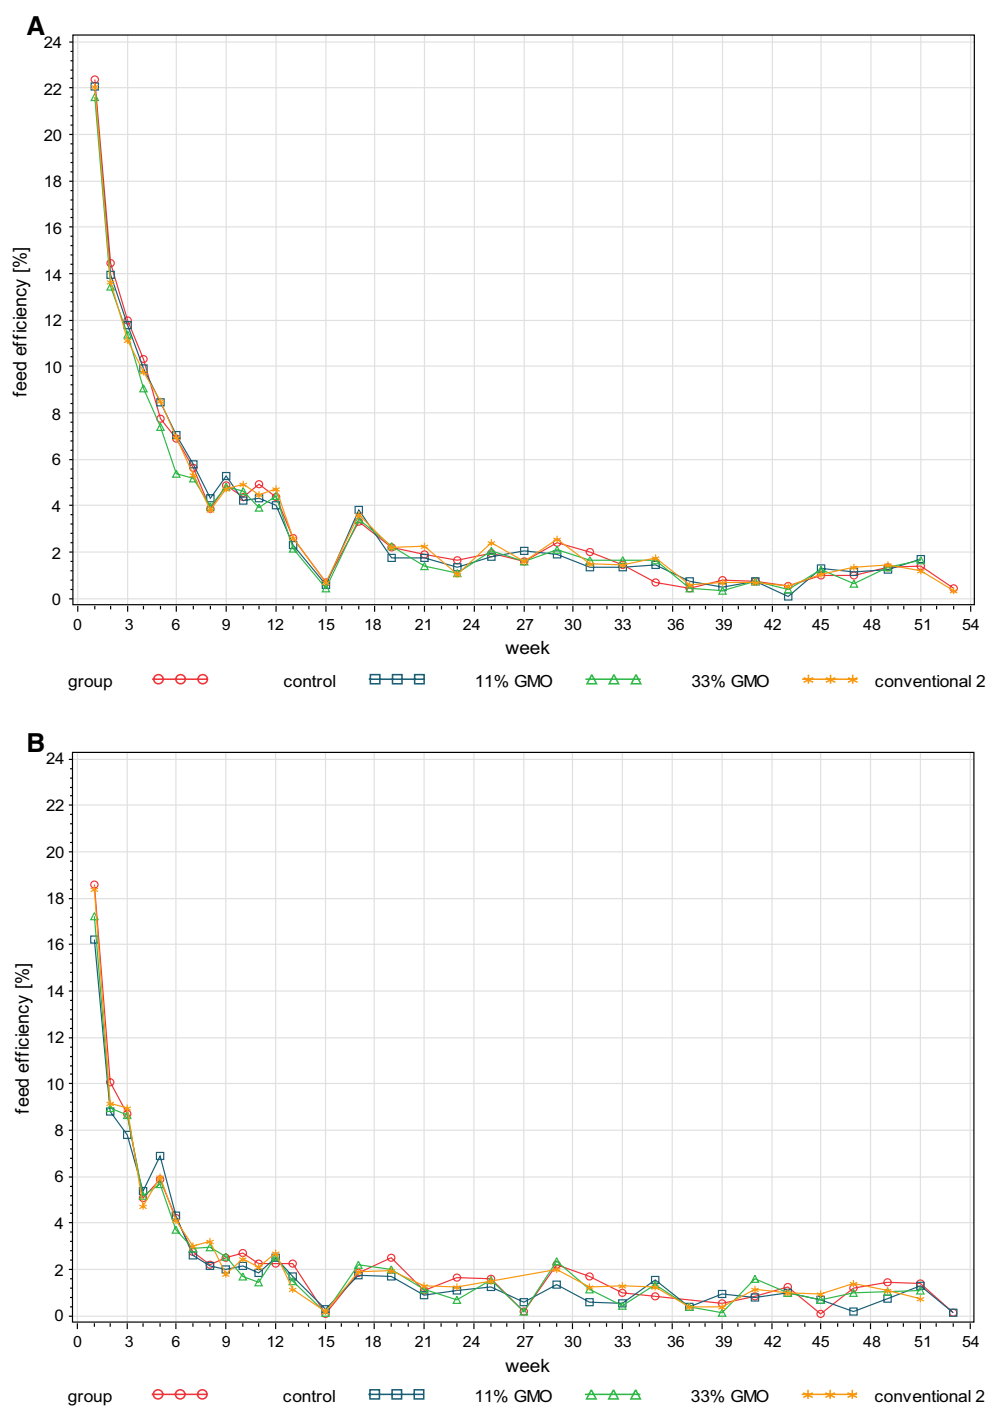 A
24
22
20
18
16
14
12
10
8
6
4
2
0
feed efficiency [%]
0 3 6 9 12 15 18 21 24 27 30 33 36 39 42 45 48 51 54
week
group control 11% GMO 33% GMO conventional 2
B
24
22
20
18
16
14
12
10
8
6
4
2
0
feed efficiency [%]
0 3 6 9 12 15 18 21 24 27 30 33 36 39 42 45 48 51 54
week
group control 11% GMO 33% GMO conventional 2